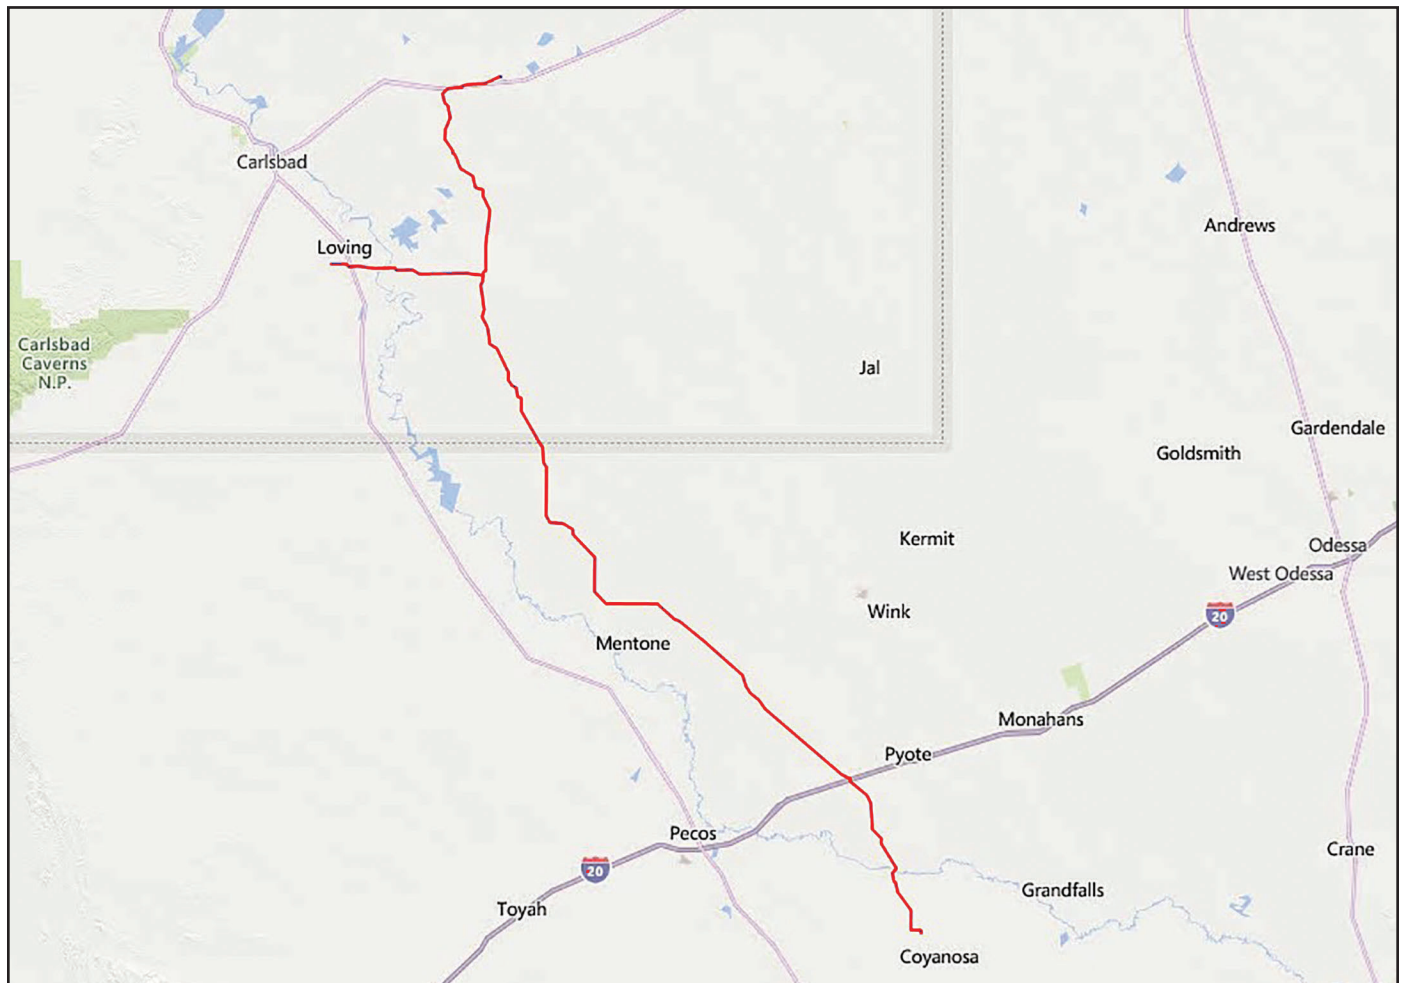 Carlsbad
Andrews
Loving
Carlsbad
Caverns
N.P.
Jal
Gardendale
Goldsmith
Kermit
Odessa
West Odessa
Wink
20
Mentone
Monahans
Pyote
Pecos
Crane
20
Grandfalls
Toyah
Coyanosa